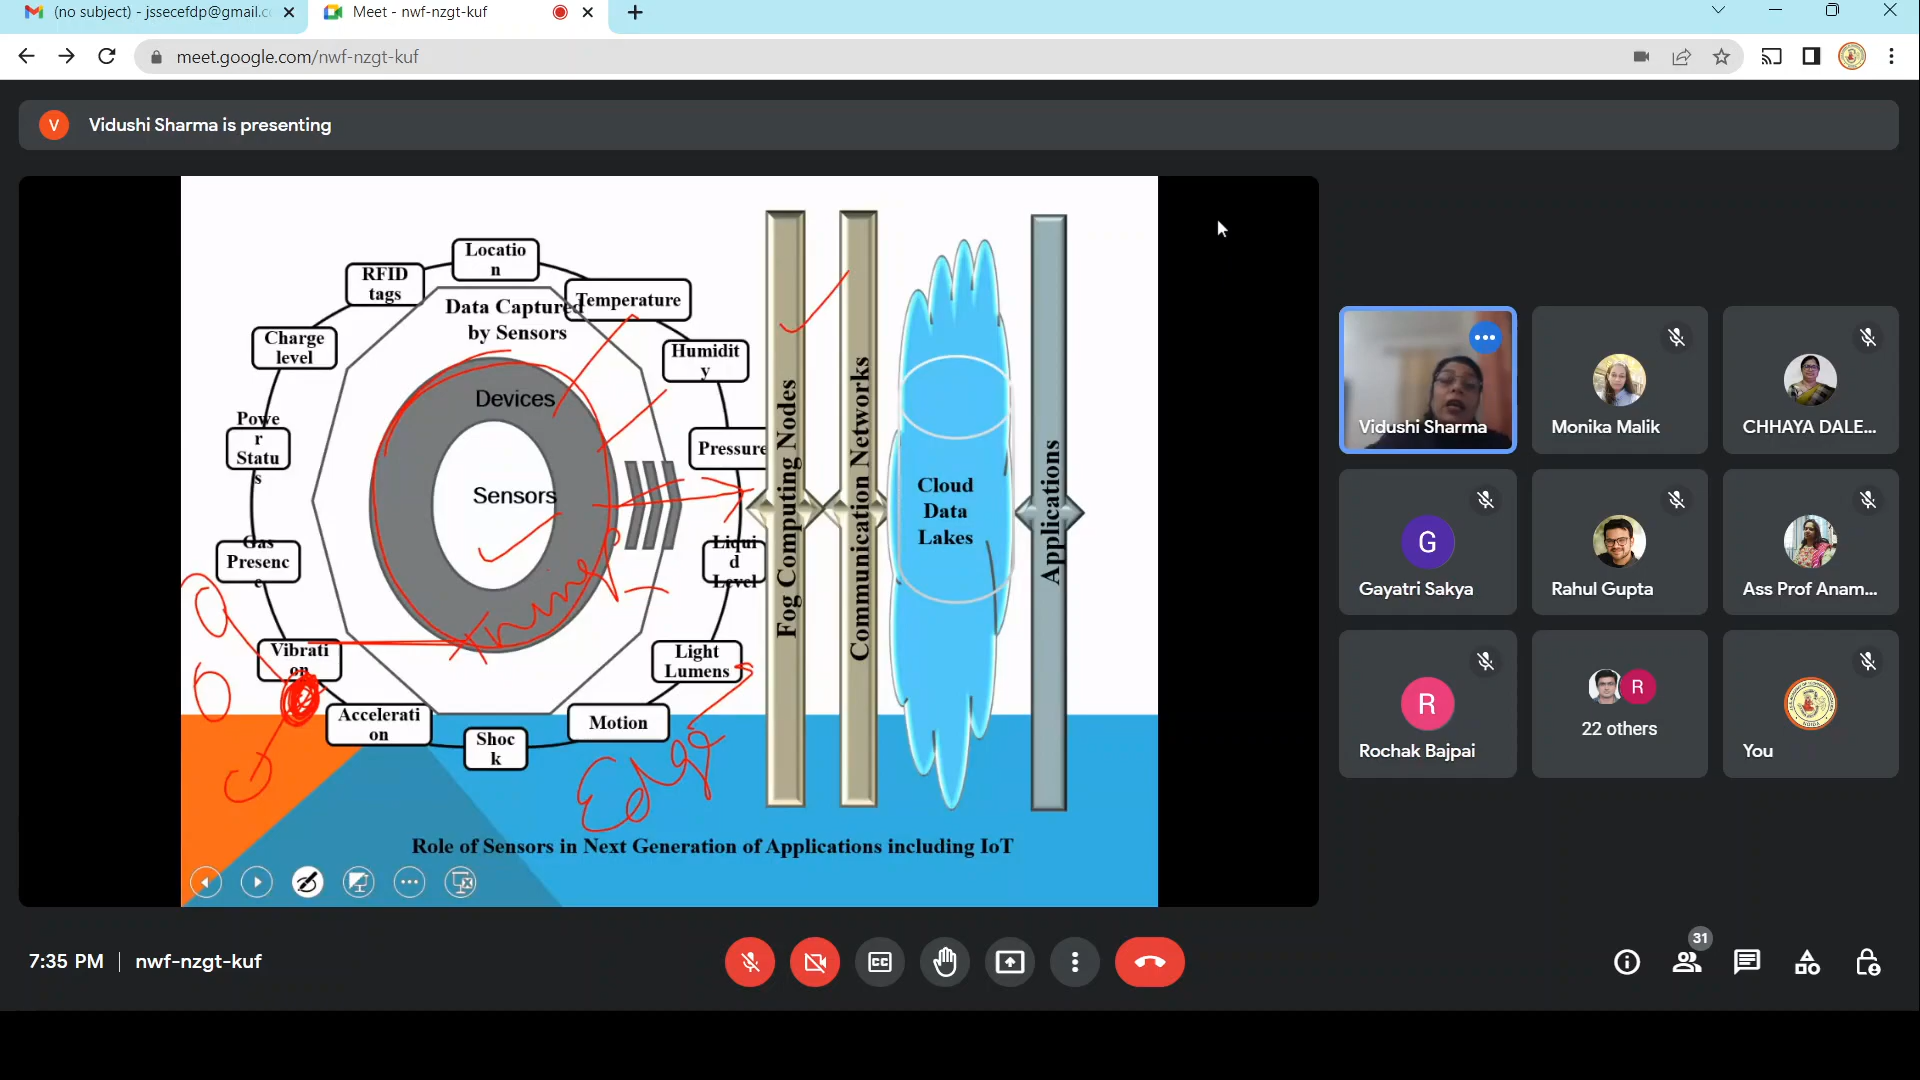 (no subject) - jssecefdp@gmail.c
Meet - nwf-nzgt-kuf
meet.google.com/nwf-nzgt-kuf
V
Vidushi Sharma is presenting
Locatio
n
RFID
tags
Temperature
Data Captured
by Sensors
Charge
level
Humidit
y
Devices
Powe
r
Statu
s
Pressure
Sensors
Gas
Presenc
e
Liqui
d
Level
Vibrati
on
Light
Lumens
Accelerati
on
Shoc
k
Motion
Edge
Fog Computing Nodes
Communication Networks
Cloud
Data
Lakes
Applications
Role of Sensors in Next Generation of Applications including IoT
Vidushi Sharma
Monika Malik
CHHAYA DALE...
G
Gayatri Sakya
Rahul Gupta
Ass Prof Anam...
R
Rochak Bajpai
R
22 others
You
7:35 PM
nwf-nzgt-kuf
CC
31